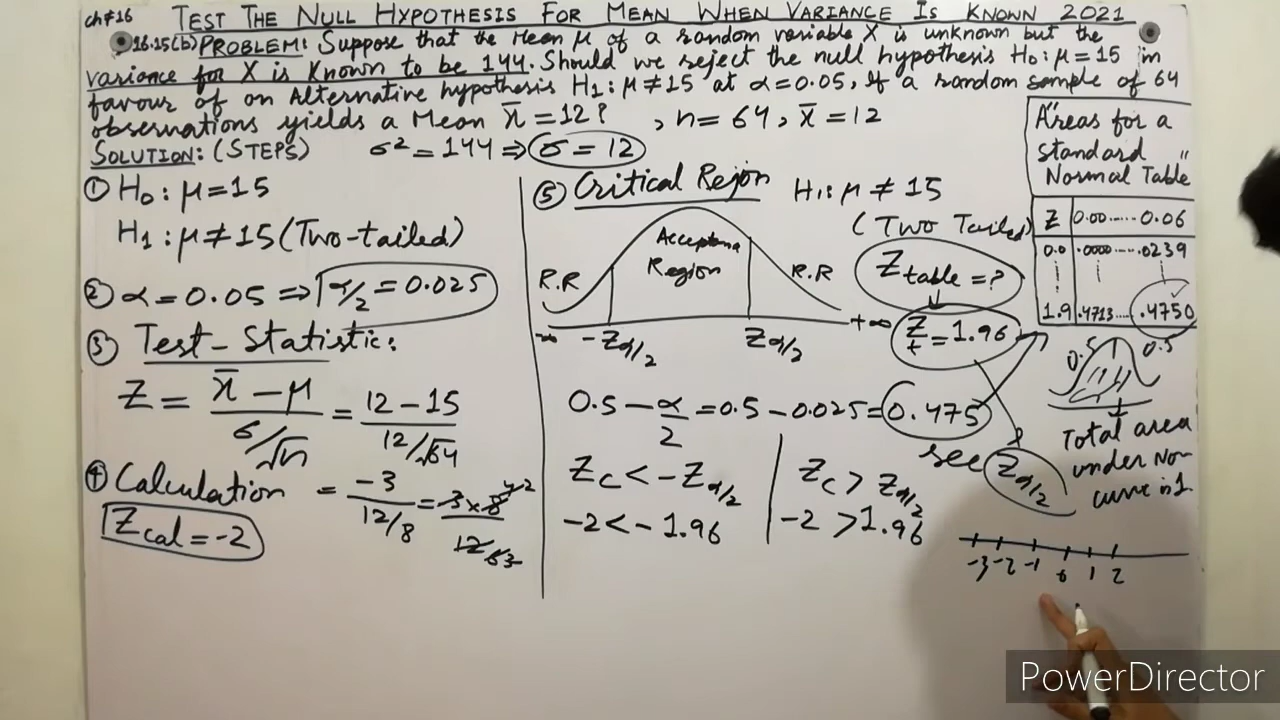 ch#16 TEST THE NULL HYPOTHESIS FOR MEAN WHEN VARIANCE IS KNOWN 2021
16.15(b) PROBLEM: Suppose that the Mean μ of a random variable X is unknown but the
variance for X is Known to be 144. Should we reject the null hypothesis H₀: μ = 15 in
favour of an Alternative hypothesis H₁: μ ≠ 15 at α = 0.05, If a random sample of 64
observations yields a Mean x̄ = 12? , n = 64, x̄ = 12
SOLUTION: (STEPS) σ² = 144 ⇒ σ = 12
① H₀: μ = 15
H₁: μ ≠ 15 (Two-tailed)
② α = 0.05 ⇒ α/2 = 0.025
③ Test-Statistic:
Z = x̄ - μ / σ/√n = 12 - 15 / 12/√64
④ Calculation = -3 / 12/8 = -3 x 8 / 12
Zcal = -2
⑤ Critical Region H₁: μ ≠ 15
(Two Tailed)
R.R
Region
R.R
-∞ -Zα/2 Zα/2 +∞
Ztable = ?
Z = 1.96
0.5 - α/2 = 0.5 - 0.025 = 0.475
see Zα/2
Zc < -Zα/2
-2 < -1.96
Zc > Zα/2
-2 > 1.96
"Areas for a
standard
Normal Table"
Z 0.00 ...... 0.06
0.0 .0000 ...... .0239
1.9 .4713 .... .4750
0.5 0.5
Total area
under Nor
curve is 1.
-3 -2 -1 0 1 2
PowerDirector